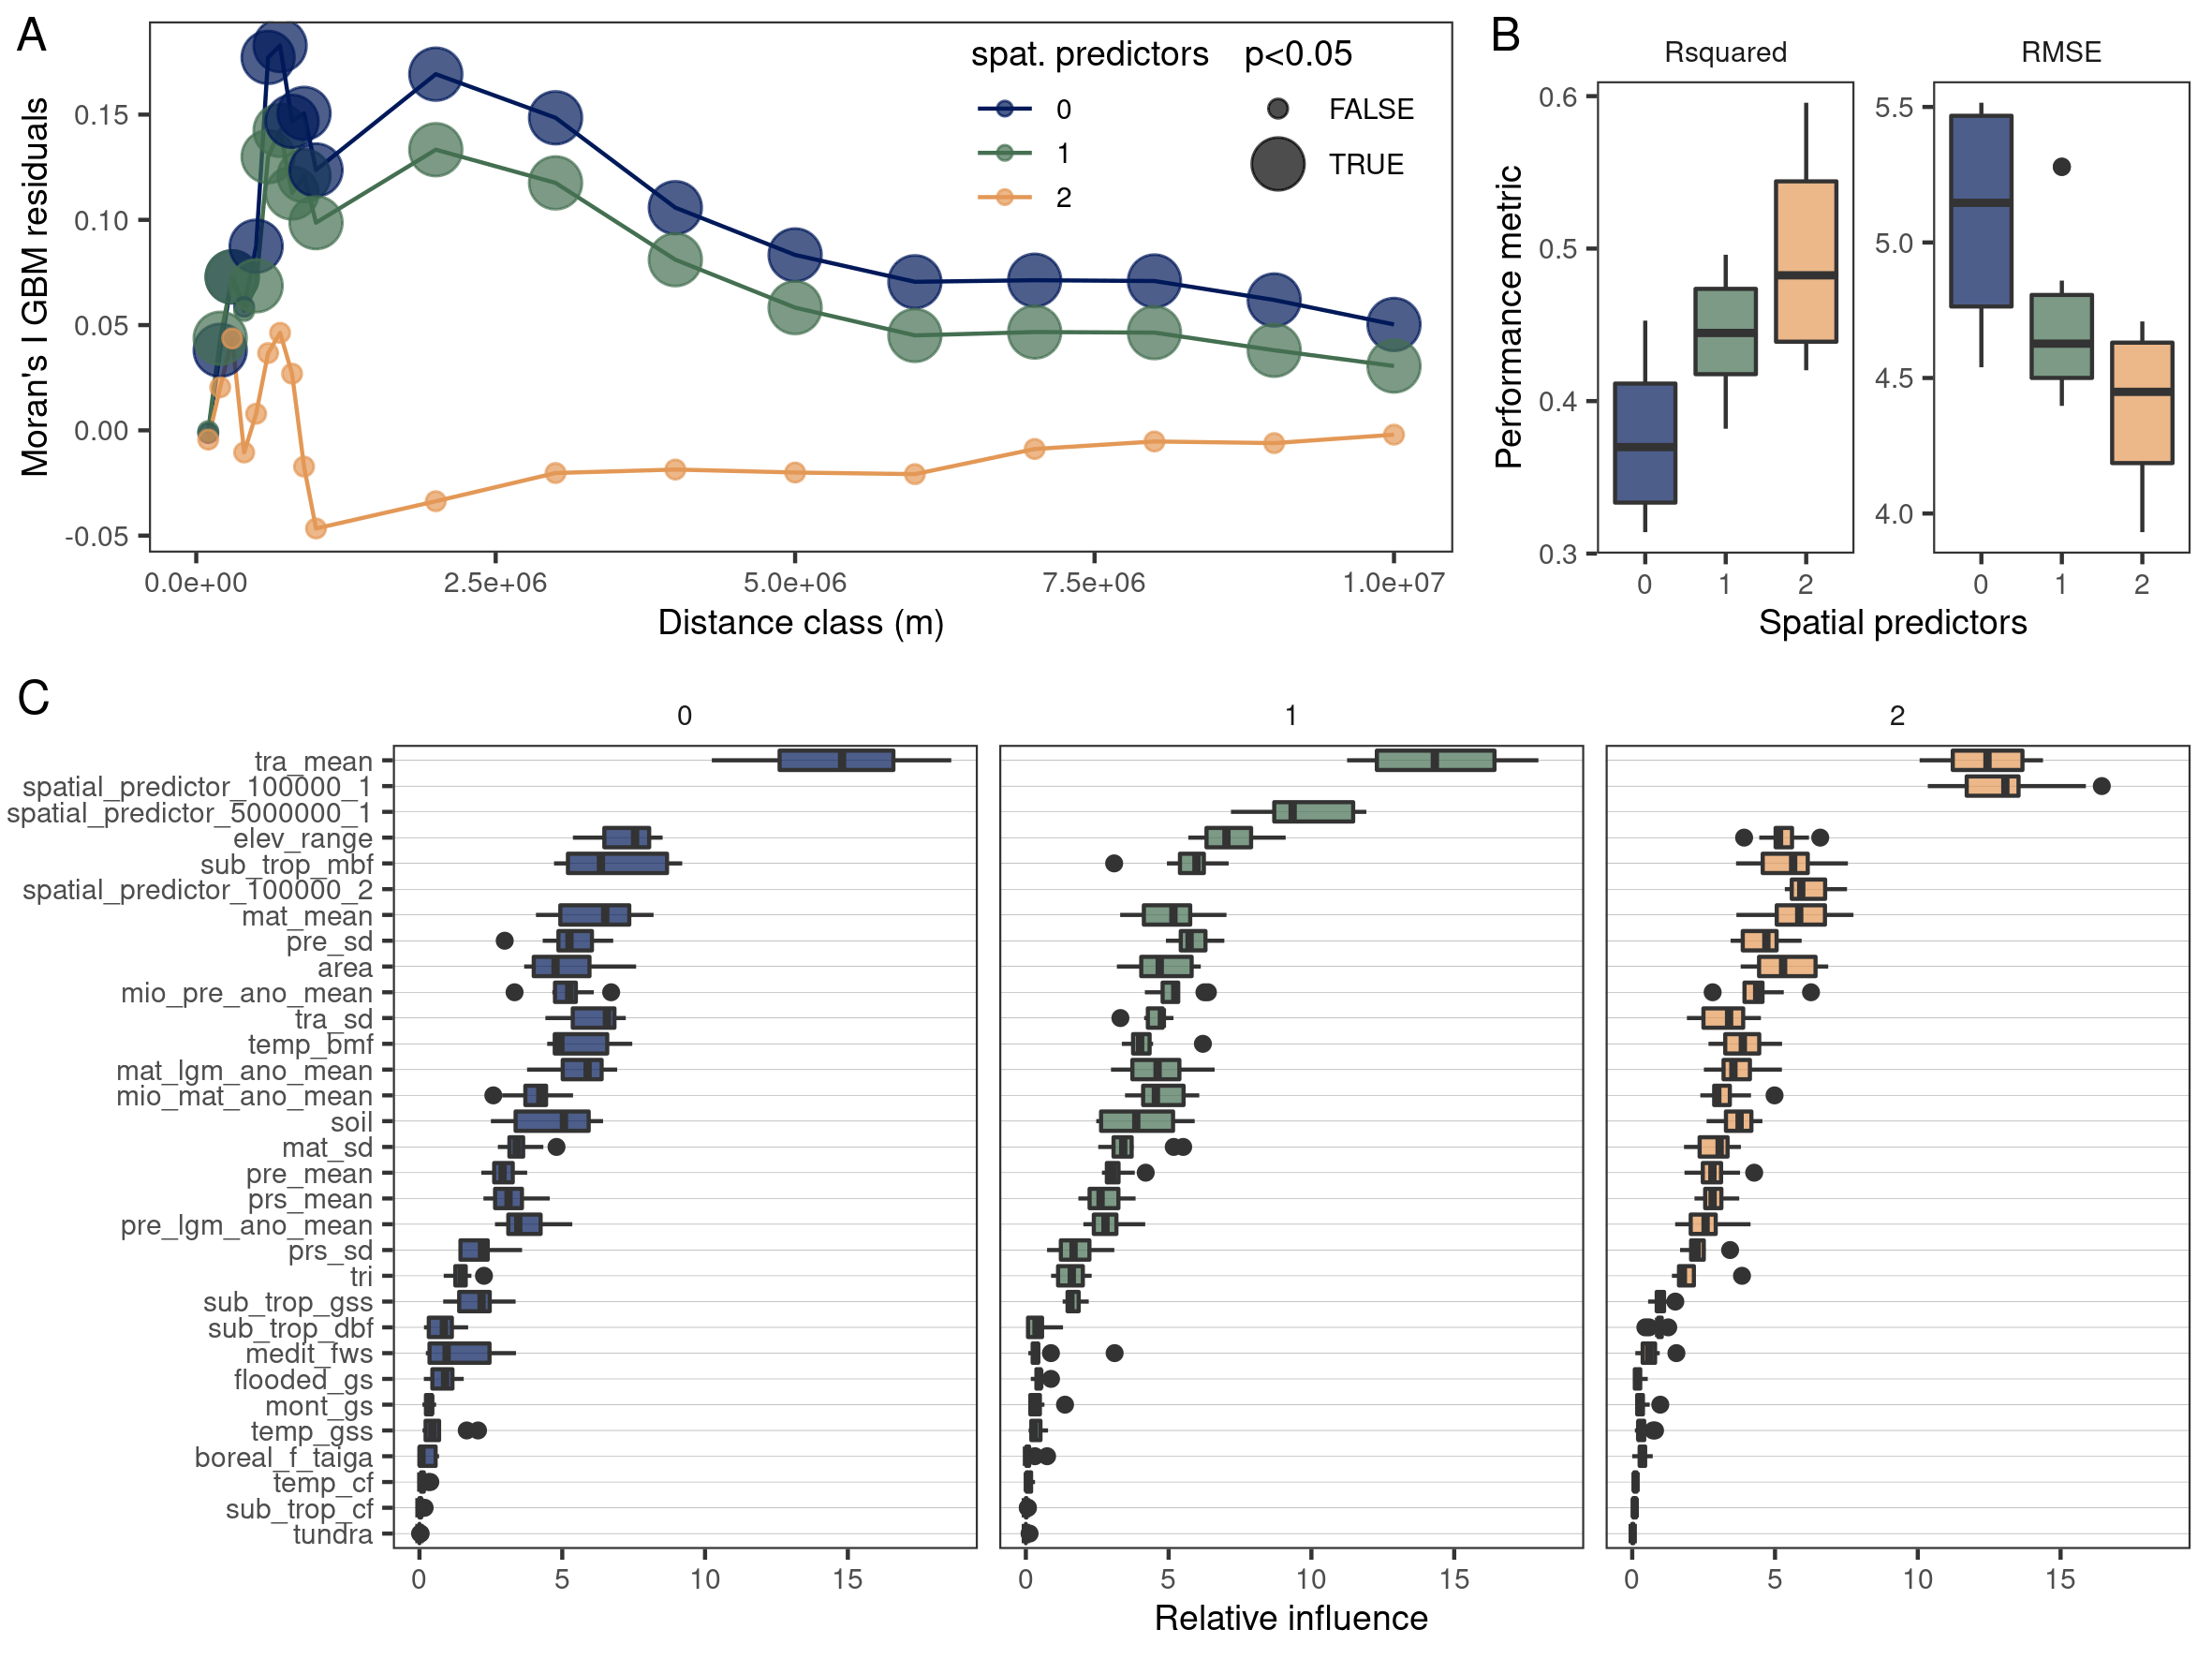 A
Moran's I GBM residuals
0.15
0.10
0.05
0.00
-0.05
0.0e+00 2.5e+06 5.0e+06 7.5e+06 1.0e+07
Distance class (m)
spat. predictors
0
1
2
p<0.05
FALSE
TRUE
B
Rsquared RMSE
Performance metric
0.6
0.5
0.4
0.3
5.5
5.0
4.5
4.0
0 1 2 0 1 2
Spatial predictors
C
0 1 2
tra_mean
spatial_predictor_100000_1
spatial_predictor_5000000_1
elev_range
sub_trop_mbf
spatial_predictor_100000_2
mat_mean
pre_sd
area
mio_pre_ano_mean
tra_sd
temp_bmf
mat_lgm_ano_mean
mio_mat_ano_mean
soil
mat_sd
pre_mean
prs_mean
pre_lgm_ano_mean
prs_sd
tri
sub_trop_gss
sub_trop_dbf
medit_fws
flooded_gs
mont_gs
temp_gss
boreal_f_taiga
temp_cf
sub_trop_cf
tundra
0 5 10 15 0 5 10 15 0 5 10 15
Relative influence